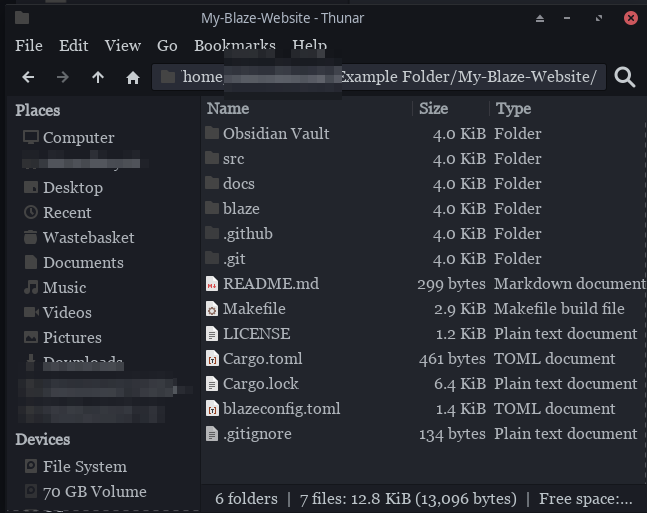 My-Blaze-Website - Thunar
File Edit View Go Bookmarks Help
home Example Folder/My-Blaze-Website/
Places
Computer
Desktop
Recent
Wastebasket
Documents
Music
Videos
Pictures
Downloads
Devices
File System
70 GB Volume
Name Size Type
Obsidian Vault 4.0 KiB Folder
src 4.0 KiB Folder
docs 4.0 KiB Folder
blaze 4.0 KiB Folder
.github 4.0 KiB Folder
.git 4.0 KiB Folder
README.md 299 bytes Markdown document
Makefile 2.9 KiB Makefile build file
LICENSE 1.2 KiB Plain text document
Cargo.toml 461 bytes TOML document
Cargo.lock 6.4 KiB Plain text document
blazeconfig.toml 1.4 KiB TOML document
.gitignore 134 bytes Plain text document
6 folders | 7 files: 12.8 KiB (13,096 bytes) | Free space:...